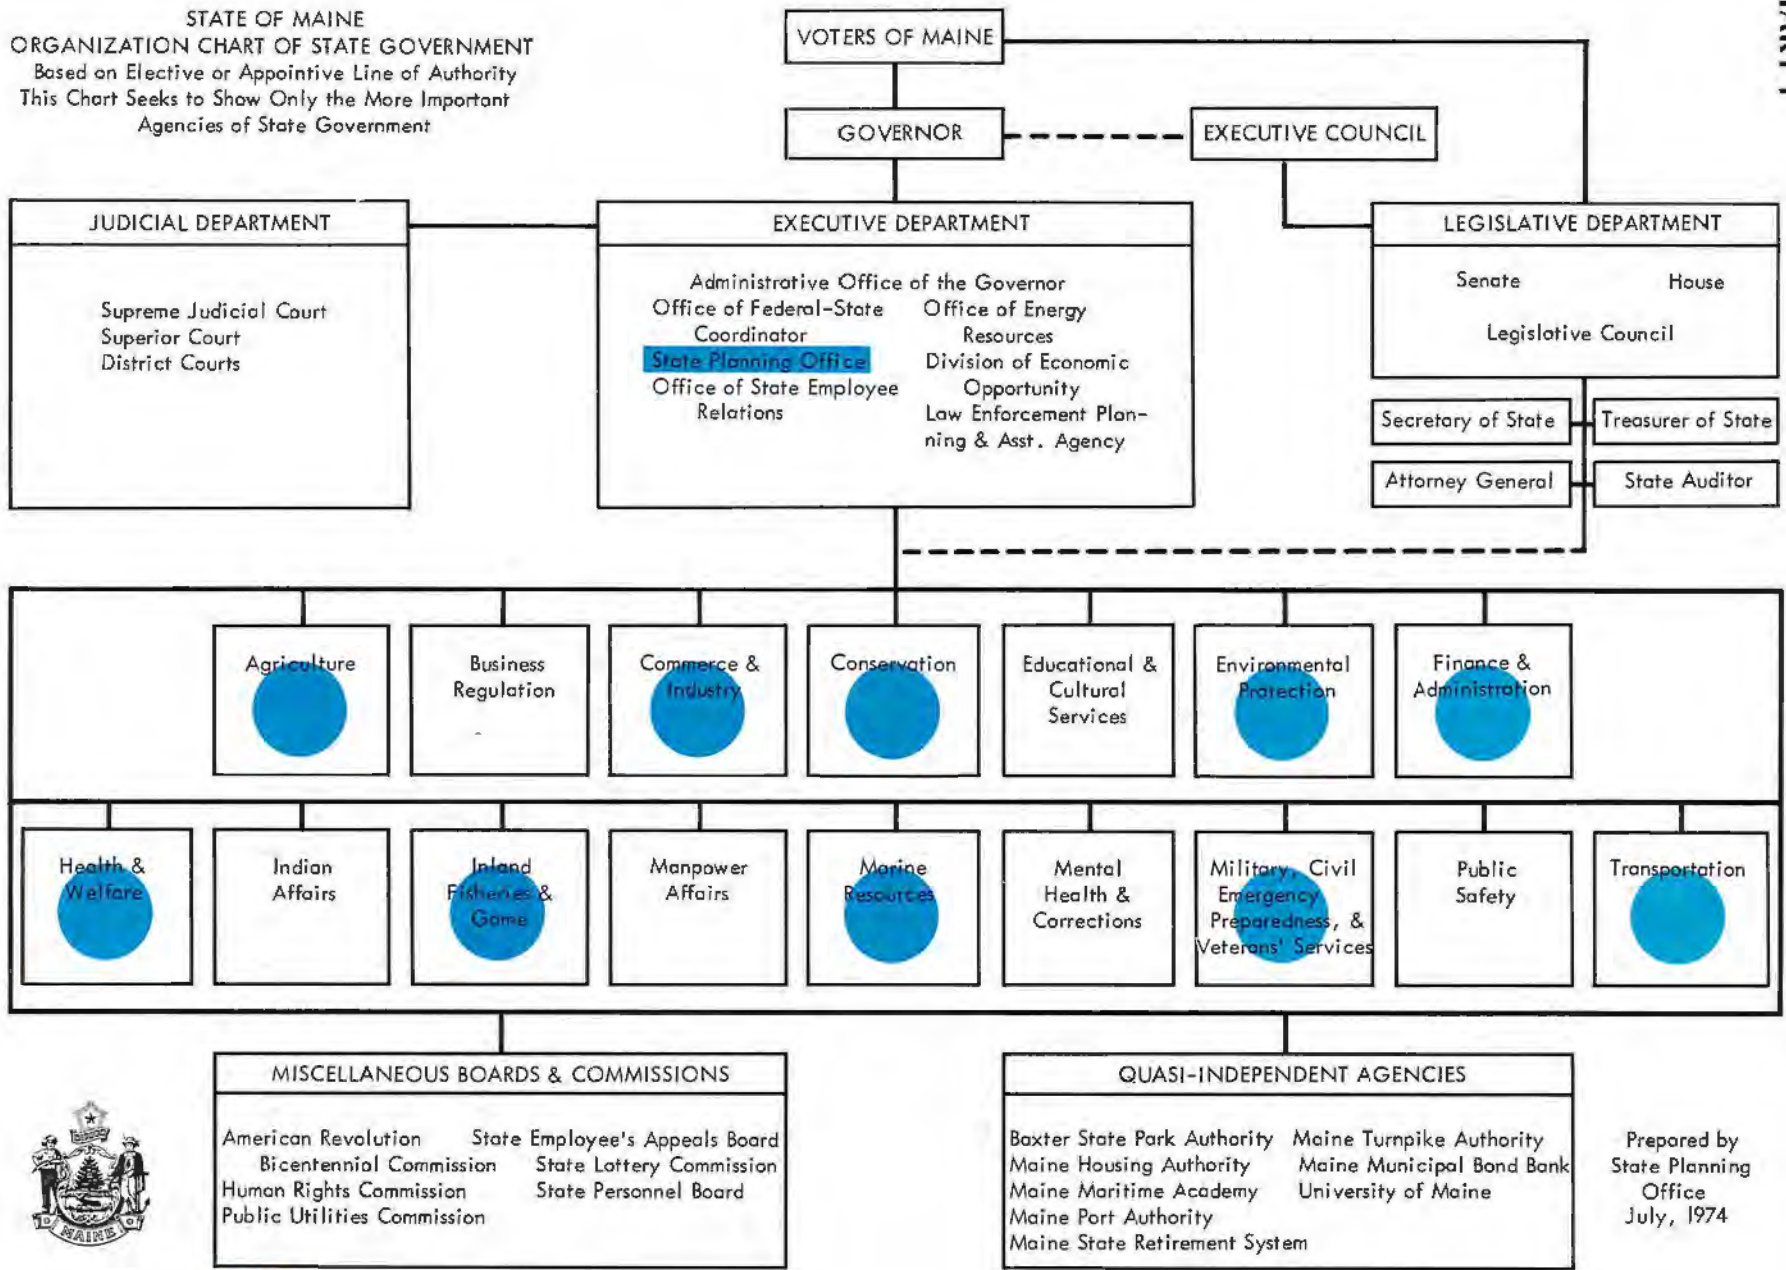 STATE OF MAINE
ORGANIZATION CHART OF STATE GOVERNMENT
Based on Elective or Appointive Line of Authority
This Chart Seeks to Show Only the More Important
Agencies of State Government
VOTERS OF MAINE
GOVERNOR
EXECUTIVE COUNCIL
JUDICIAL DEPARTMENT
Supreme Judicial Court
Superior Court
District Courts
EXECUTIVE DEPARTMENT
Administrative Office of the Governor
Office of Federal-State
Coordinator
State Planning Office
Office of State Employee
Relations
Office of Energy
Resources
Division of Economic
Opportunity
Law Enforcement Plan-
ning & Asst. Agency
LEGISLATIVE DEPARTMENT
Senate House
Legislative Council
Secretary of State
Treasurer of State
Attorney General
State Auditor
Agriculture
Business
Regulation
Commerce &
Industry
Conservation
Educational &
Cultural
Services
Environmental
Protection
Finance &
Administration
Health &
Welfare
Indian
Affairs
Inland
Fisheries &
Game
Manpower
Affairs
Marine
Resources
Mental
Health &
Corrections
Military, Civil
Emergency
Preparedness, &
Veterans' Services
Public
Safety
Transportation
MISCELLANEOUS BOARDS & COMMISSIONS
American Revolution
Bicentennial Commission
Human Rights Commission
Public Utilities Commission
State Employee's Appeals Board
State Lottery Commission
State Personnel Board
QUASI-INDEPENDENT AGENCIES
Baxter State Park Authority
Maine Housing Authority
Maine Maritime Academy
Maine Port Authority
Maine State Retirement System
Maine Turnpike Authority
Maine Municipal Bond Bank
University of Maine
MAINE
Prepared by
State Planning
Office
July, 1974